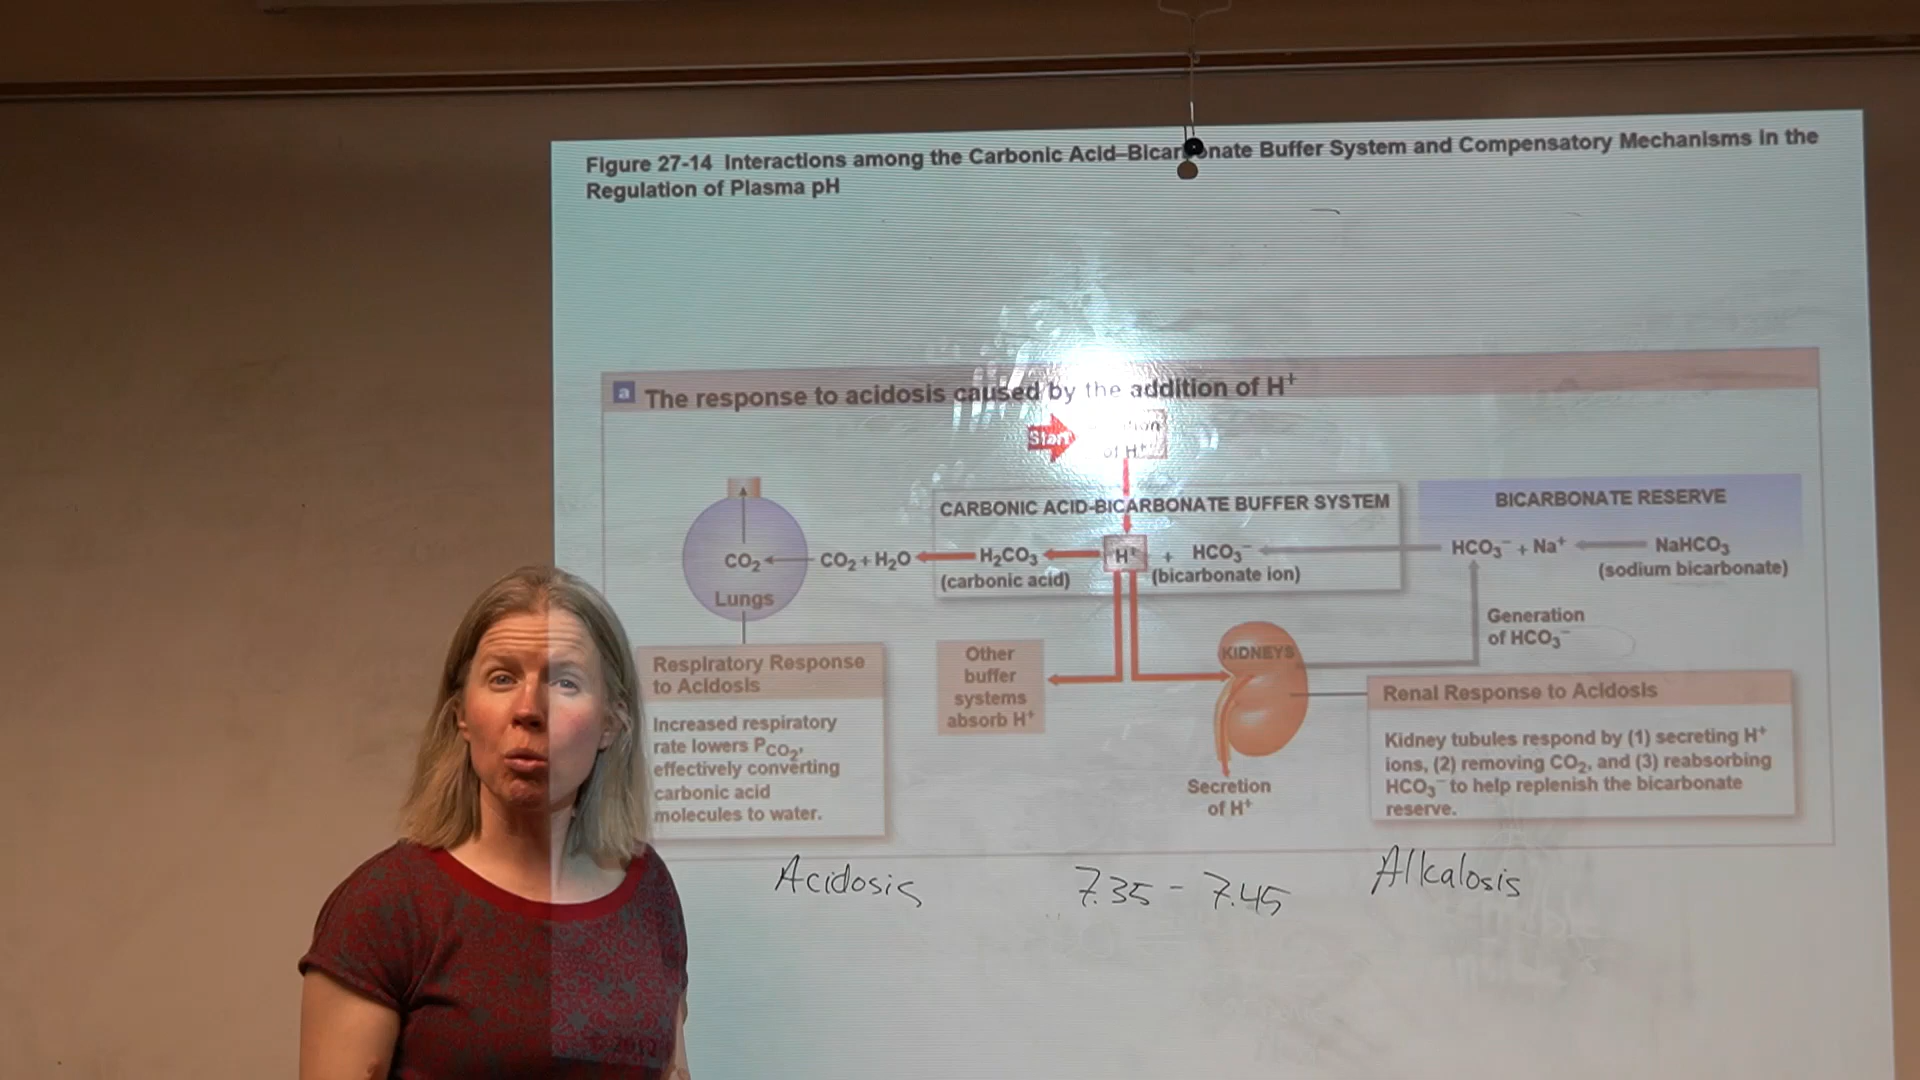 Figure 27-14 Interactions among the Carbonic Acid–Bicarbonate Buffer System and Compensatory Mechanisms in the
Regulation of Plasma pH
a The response to acidosis caused by the addition of H⁺
Start
of H⁺
CARBONIC ACID-BICARBONATE BUFFER SYSTEM
BICARBONATE RESERVE
CO₂
CO₂ + H₂O
H₂CO₃
H⁺
+
HCO₃⁻
HCO₃⁻ + Na⁺
NaHCO₃
(carbonic acid)
(bicarbonate ion)
(sodium bicarbonate)
Lungs
Generation
of HCO₃⁻
Respiratory Response
to Acidosis
Increased respiratory
rate lowers PCO₂,
effectively converting
carbonic acid
molecules to water.
Other
buffer
systems
absorb H⁺
KIDNEYS
Secretion
of H⁺
Renal Response to Acidosis
Kidney tubules respond by (1) secreting H⁺
ions, (2) removing CO₂, and (3) reabsorbing
HCO₃⁻ to help replenish the bicarbonate
reserve.
Acidosis 7.35 - 7.45 Alkalosis